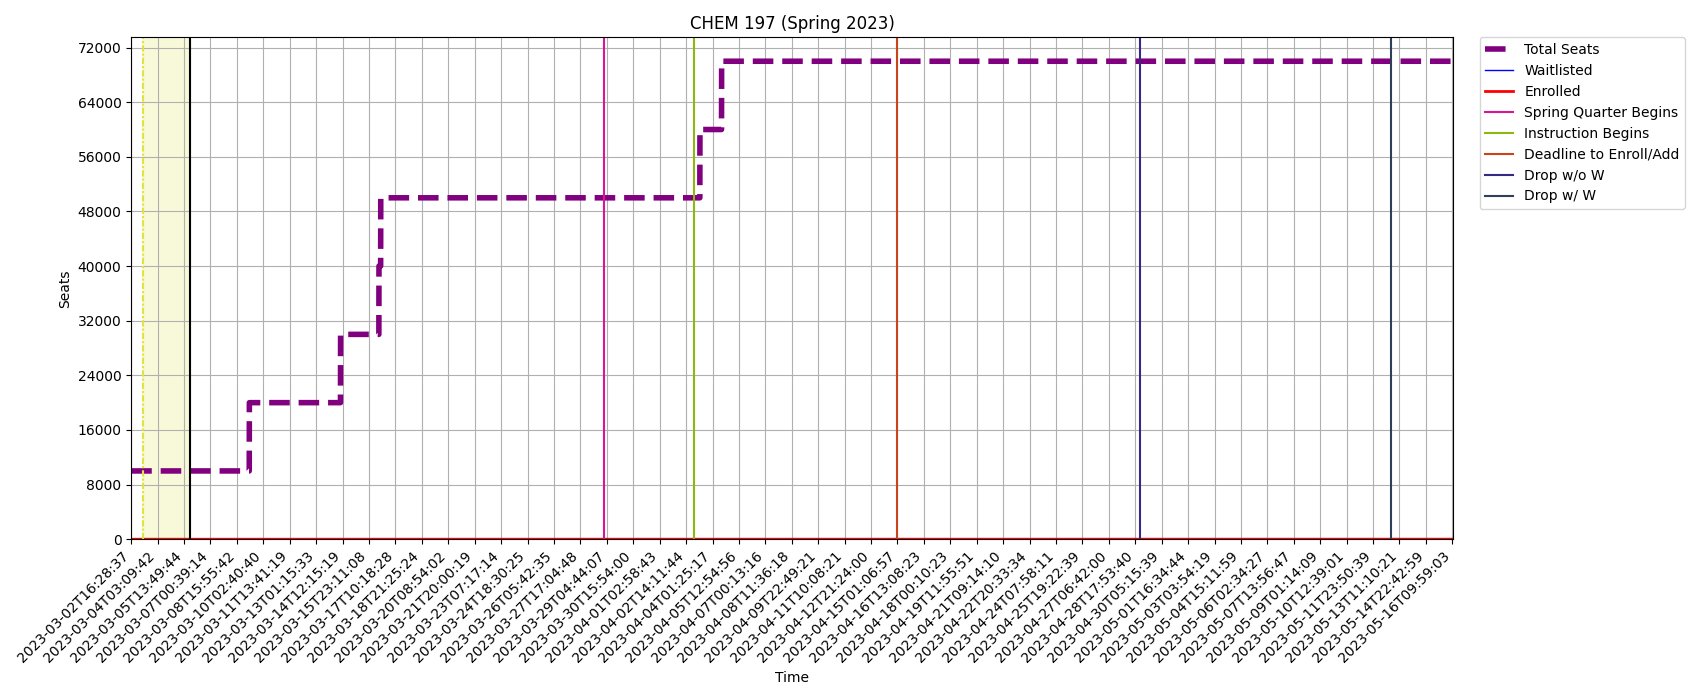 CHEM 197 (Spring 2023)
72000
64000
56000
48000
40000
32000
24000
16000
8000
0
Seats
2023-03-02T16:28:37
2023-03-04T03:09:42
2023-03-05T13:49:44
2023-03-07T00:39:14
2023-03-08T15:55:42
2023-03-10T02:40:40
2023-03-11T13:41:19
2023-03-13T01:15:33
2023-03-14T12:15:19
2023-03-15T23:11:08
2023-03-17T10:18:28
2023-03-18T21:25:24
2023-03-20T08:54:02
2023-03-21T20:00:19
2023-03-23T07:17:14
2023-03-24T18:30:25
2023-03-26T05:42:35
2023-03-27T17:04:48
2023-03-29T04:44:07
2023-03-30T15:54:00
2023-04-01T02:58:43
2023-04-02T14:11:44
2023-04-04T01:25:17
2023-04-05T12:54:56
2023-04-07T00:13:16
2023-04-08T11:36:18
2023-04-09T22:49:21
2023-04-11T10:08:21
2023-04-12T21:24:00
2023-04-15T01:06:57
2023-04-16T13:08:23
2023-04-18T00:10:23
2023-04-19T11:55:51
2023-04-21T09:14:10
2023-04-22T20:33:34
2023-04-24T07:58:11
2023-04-25T19:22:39
2023-04-27T06:42:00
2023-04-28T17:53:40
2023-04-30T05:15:39
2023-05-01T16:34:44
2023-05-03T03:54:19
2023-05-04T15:11:59
2023-05-06T02:34:27
2023-05-07T13:56:47
2023-05-09T01:14:09
2023-05-10T12:39:01
2023-05-11T23:50:39
2023-05-13T11:10:21
2023-05-14T22:42:59
2023-05-16T09:59:03
Time
Total Seats
Waitlisted
Enrolled
Spring Quarter Begins
Instruction Begins
Deadline to Enroll/Add
Drop w/o W
Drop w/ W